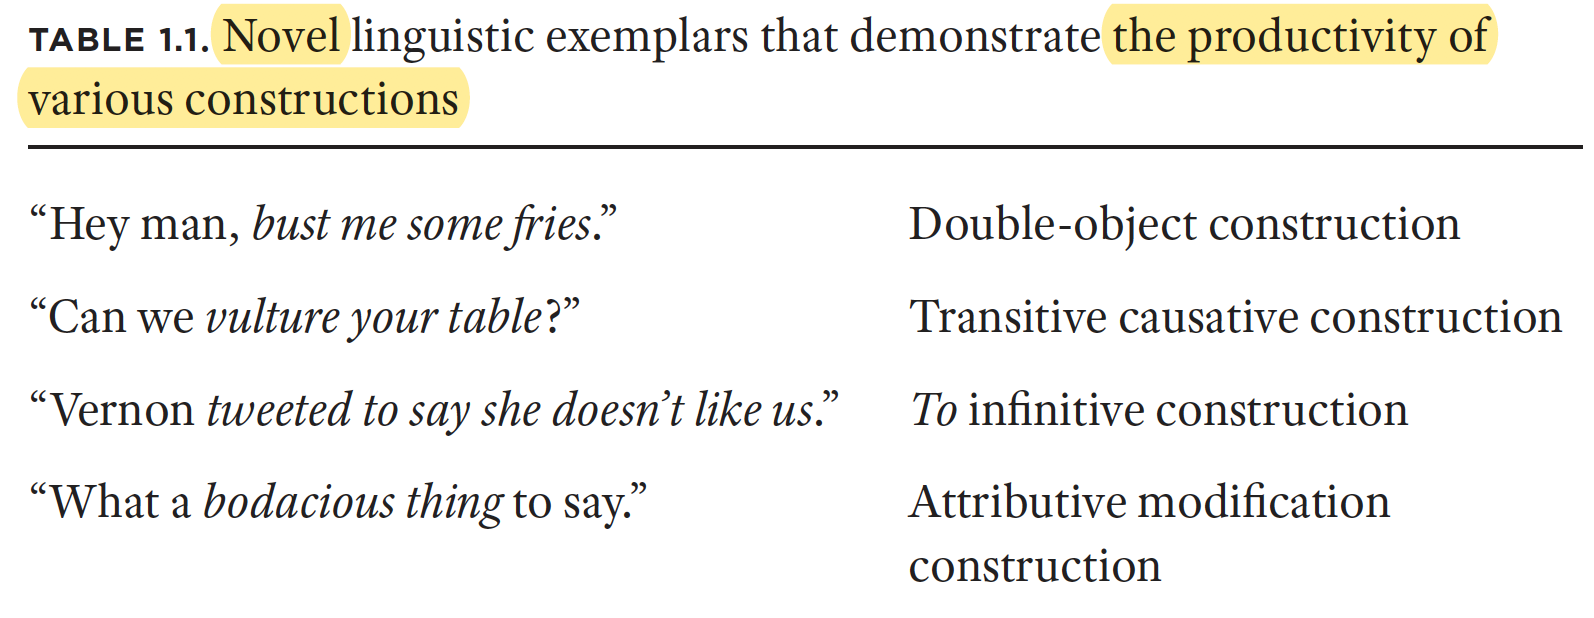 TABLE 1.1. Novel linguistic exemplars that demonstrate the productivity of
various constructions
“Hey man, bust me some fries.” Double-object construction
“Can we vulture your table?” Transitive causative construction
“Vernon tweeted to say she doesn’t like us.” To infinitive construction
“What a bodacious thing to say.” Attributive modification
construction